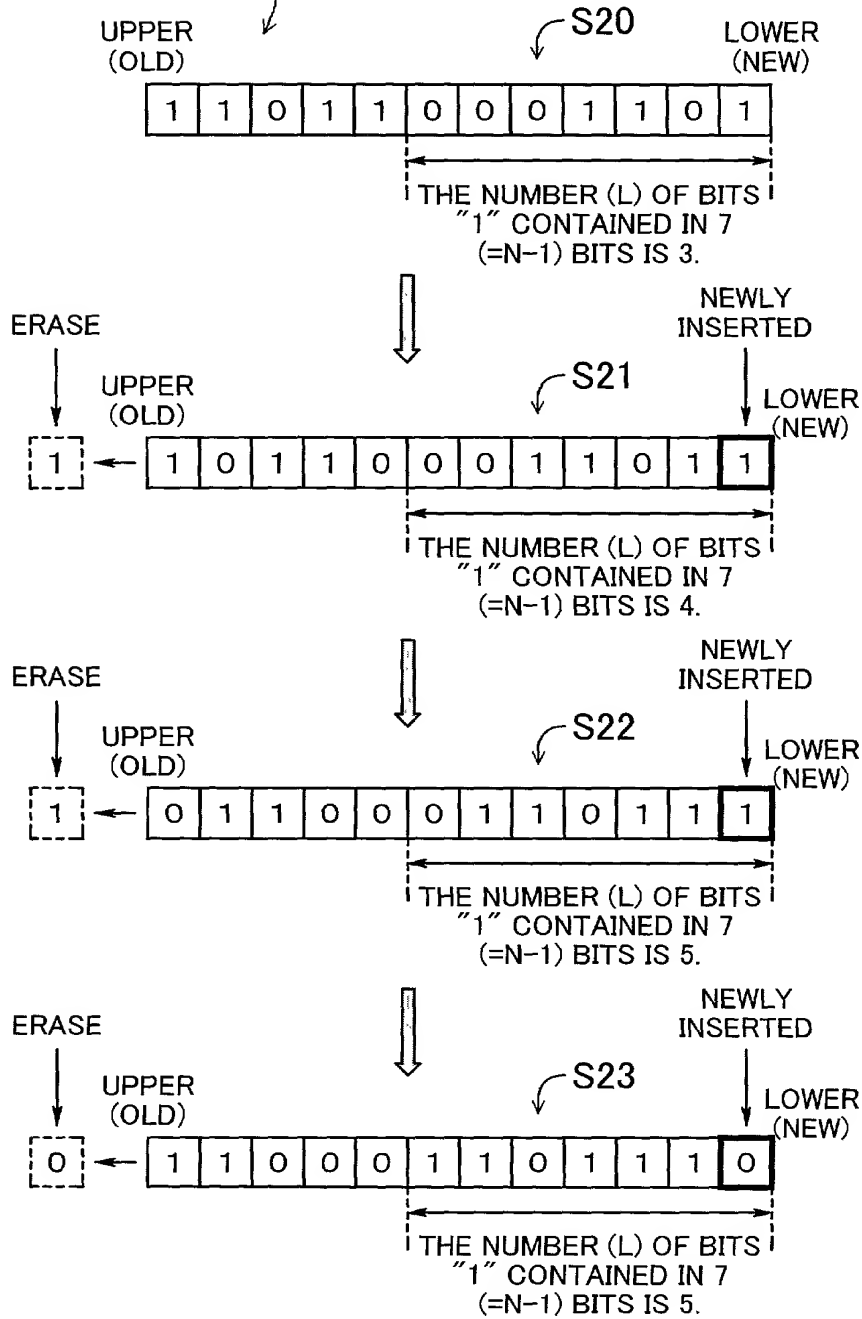 UPPER
(OLD)
S20
LOWER
(NEW)
1 1 0 1 1 0 0 0 1 1 0 1
THE NUMBER (L) OF BITS
"1" CONTAINED IN 7
(=N-1) BITS IS 3.
ERASE
NEWLY
INSERTED
UPPER
(OLD)
S21
LOWER
(NEW)
1 1 0 1 1 0 0 0 1 1 0 1 1
THE NUMBER (L) OF BITS
"1" CONTAINED IN 7
(=N-1) BITS IS 4.
ERASE
NEWLY
INSERTED
UPPER
(OLD)
S22
LOWER
(NEW)
1 0 1 1 0 0 0 1 1 0 1 1 1
THE NUMBER (L) OF BITS
"1" CONTAINED IN 7
(=N-1) BITS IS 5.
ERASE
NEWLY
INSERTED
UPPER
(OLD)
S23
LOWER
(NEW)
0 1 1 0 0 0 1 1 0 1 1 1 0
THE NUMBER (L) OF BITS
"1" CONTAINED IN 7
(=N-1) BITS IS 5.